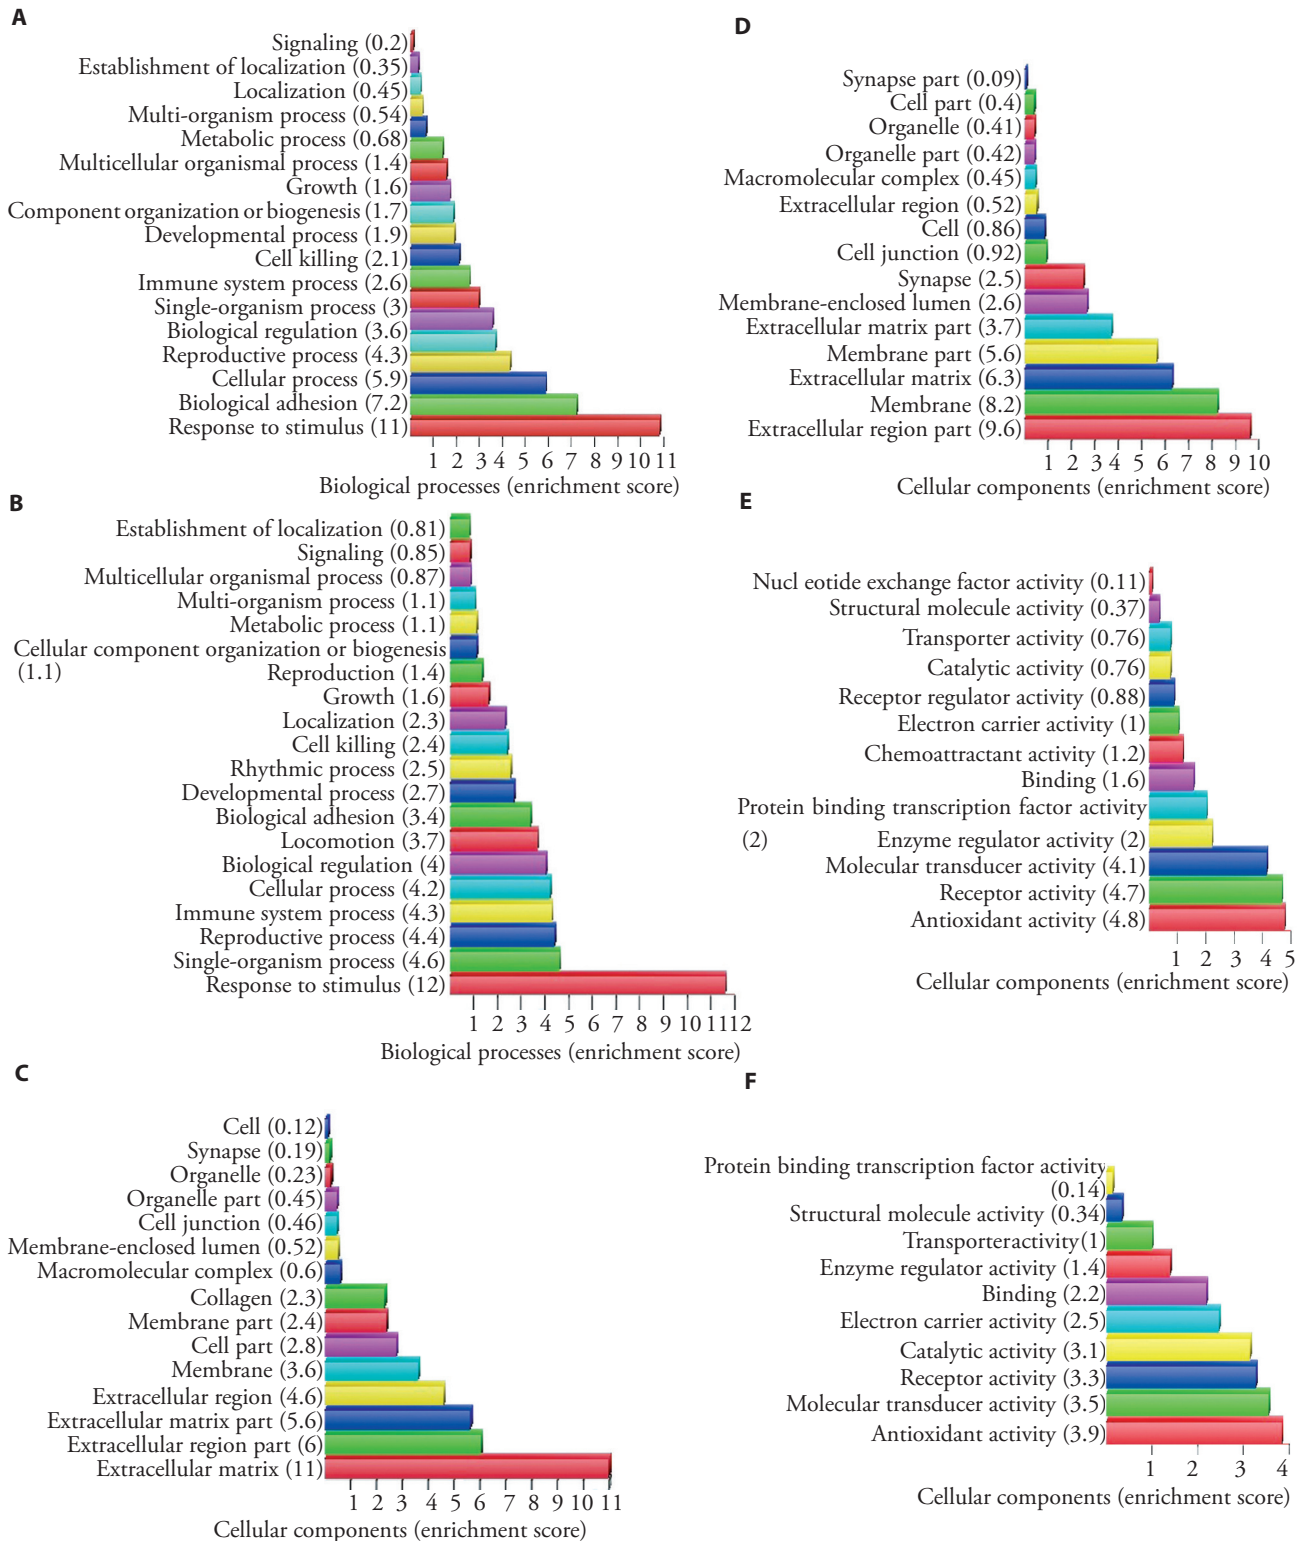 A
Signaling (0.2)
Establishment of localization (0.35)
Localization (0.45)
Multi-organism process (0.54)
Metabolic process (0.68)
Multicellular organismal process (1.4)
Growth (1.6)
Component organization or biogenesis (1.7)
Developmental process (1.9)
Cell killing (2.1)
Immune system process (2.6)
Single-organism process (3)
Biological regulation (3.6)
Reproductive process (4.3)
Cellular process (5.9)
Biological adhesion (7.2)
Response to stimulus (11)
1 2 3 4 5 6 7 8 9 10 11
Biological processes (enrichment score)
B
Establishment of localization (0.81)
Signaling (0.85)
Multicellular organismal process (0.87)
Multi-organism process (1.1)
Metabolic process (1.1)
Cellular component organization or biogenesis
(1.1)
Reproduction (1.4)
Growth (1.6)
Localization (2.3)
Cell killing (2.4)
Rhythmic process (2.5)
Developmental process (2.7)
Biological adhesion (3.4)
Locomotion (3.7)
Biological regulation (4)
Cellular process (4.2)
Immune system process (4.3)
Reproductive process (4.4)
Single-organism process (4.6)
Response to stimulus (12)
1 2 3 4 5 6 7 8 9 10 11 12
Biological processes (enrichment score)
C
Cell (0.12)
Synapse (0.19)
Organelle (0.23)
Organelle part (0.45)
Cell junction (0.46)
Membrane-enclosed lumen (0.52)
Macromolecular complex (0.6)
Collagen (2.3)
Membrane part (2.4)
Cell part (2.8)
Membrane (3.6)
Extracellular region (4.6)
Extracellular matrix part (5.6)
Extracellular region part (6)
Extracellular matrix (11)
1 2 3 4 5 6 7 8 9 10 11
Cellular components (enrichment score)
D
Synapse part (0.09)
Cell part (0.4)
Organelle (0.41)
Organelle part (0.42)
Macromolecular complex (0.45)
Extracellular region (0.52)
Cell (0.86)
Cell junction (0.92)
Synapse (2.5)
Membrane-enclosed lumen (2.6)
Extracellular matrix part (3.7)
Membrane part (5.6)
Extracellular matrix (6.3)
Membrane (8.2)
Extracellular region part (9.6)
1 2 3 4 5 6 7 8 9 10
Cellular components (enrichment score)
E
Nucl eotide exchange factor activity (0.11)
Structural molecule activity (0.37)
Transporter activity (0.76)
Catalytic activity (0.76)
Receptor regulator activity (0.88)
Electron carrier activity (1)
Chemoattractant activity (1.2)
Binding (1.6)
Protein binding transcription factor activity
(2)
Enzyme regulator activity (2)
Molecular transducer activity (4.1)
Receptor activity (4.7)
Antioxidant activity (4.8)
1 2 3 4 5
Cellular components (enrichment score)
F
Protein binding transcription factor activity
(0.14)
Structural molecule activity (0.34)
Transporteractivity(1)
Enzyme regulator activity (1.4)
Binding (2.2)
Electron carrier activity (2.5)
Catalytic activity (3.1)
Receptor activity (3.3)
Molecular transducer activity (3.5)
Antioxidant activity (3.9)
1 2 3 4
Cellular components (enrichment score)